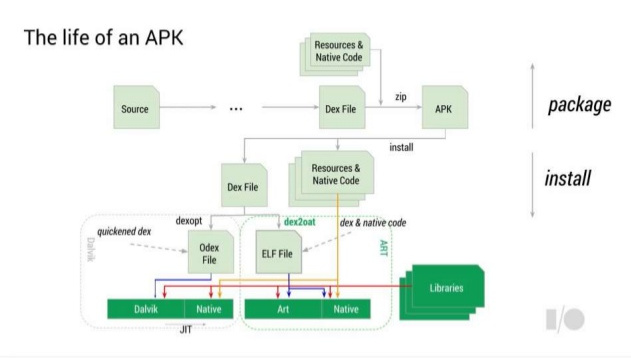 The life of an APK
Resources &
Native Code
Source
...
Dex File
zip
APK
package
install
Dex File
Resources &
Native Code
install
dexopt
dex2oat
dex & native code
quickened dex
Dalvik
Odex
File
ELF File
ART
Libraries
Dalvik
Native
Art
Native
JIT
I/O